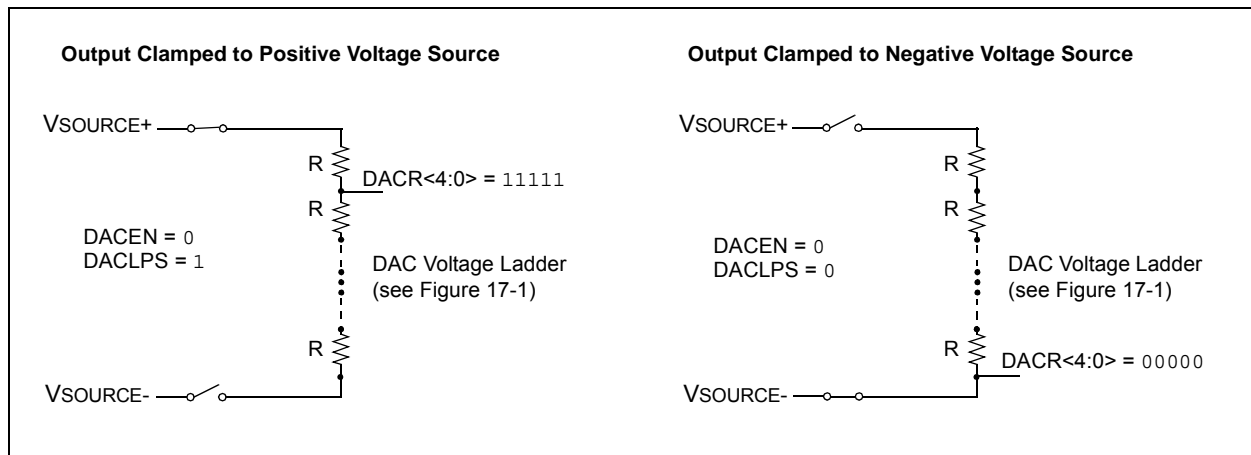 Output Clamped to Positive Voltage Source
VSOURCE+
R
DACR<4:0> = 11111
R
DACEN = 0
DACLPS = 1
DAC Voltage Ladder
(see Figure 17-1)
R
VSOURCE-
Output Clamped to Negative Voltage Source
VSOURCE+
R
R
DACEN = 0
DACLPS = 0
DAC Voltage Ladder
(see Figure 17-1)
R
DACR<4:0> = 00000
VSOURCE-